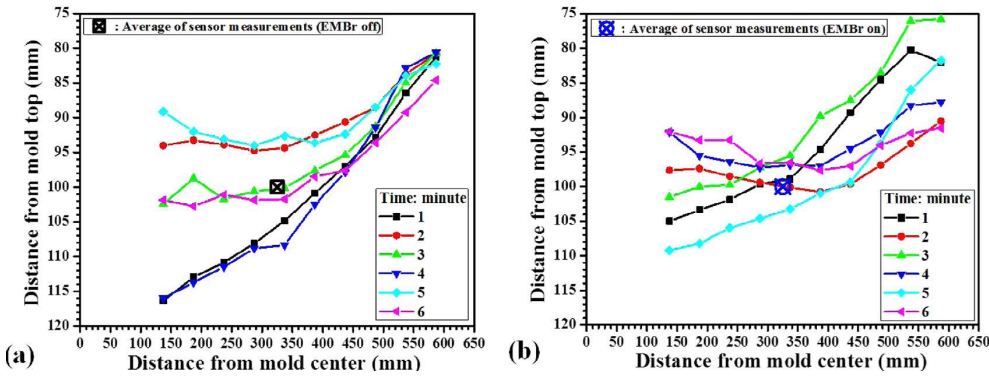 : Average of sensor measurements (EMBr off)
75
80
85
90
95
100
105
110
115
120
Distance from mold top (mm)
Time: minute
1
2
3
4
5
6
0 50 100 150 200 250 300 350 400 450 500 550 600 650
(a)
Distance from mold center (mm)
: Average of sensor measurements (EMBr on)
75
80
85
90
95
100
105
110
115
120
Distance from mold top (mm)
Time: minute
1
2
3
4
5
6
0 50 100 150 200 250 300 350 400 450 500 550 600 650
(b)
Distance from mold center (mm)